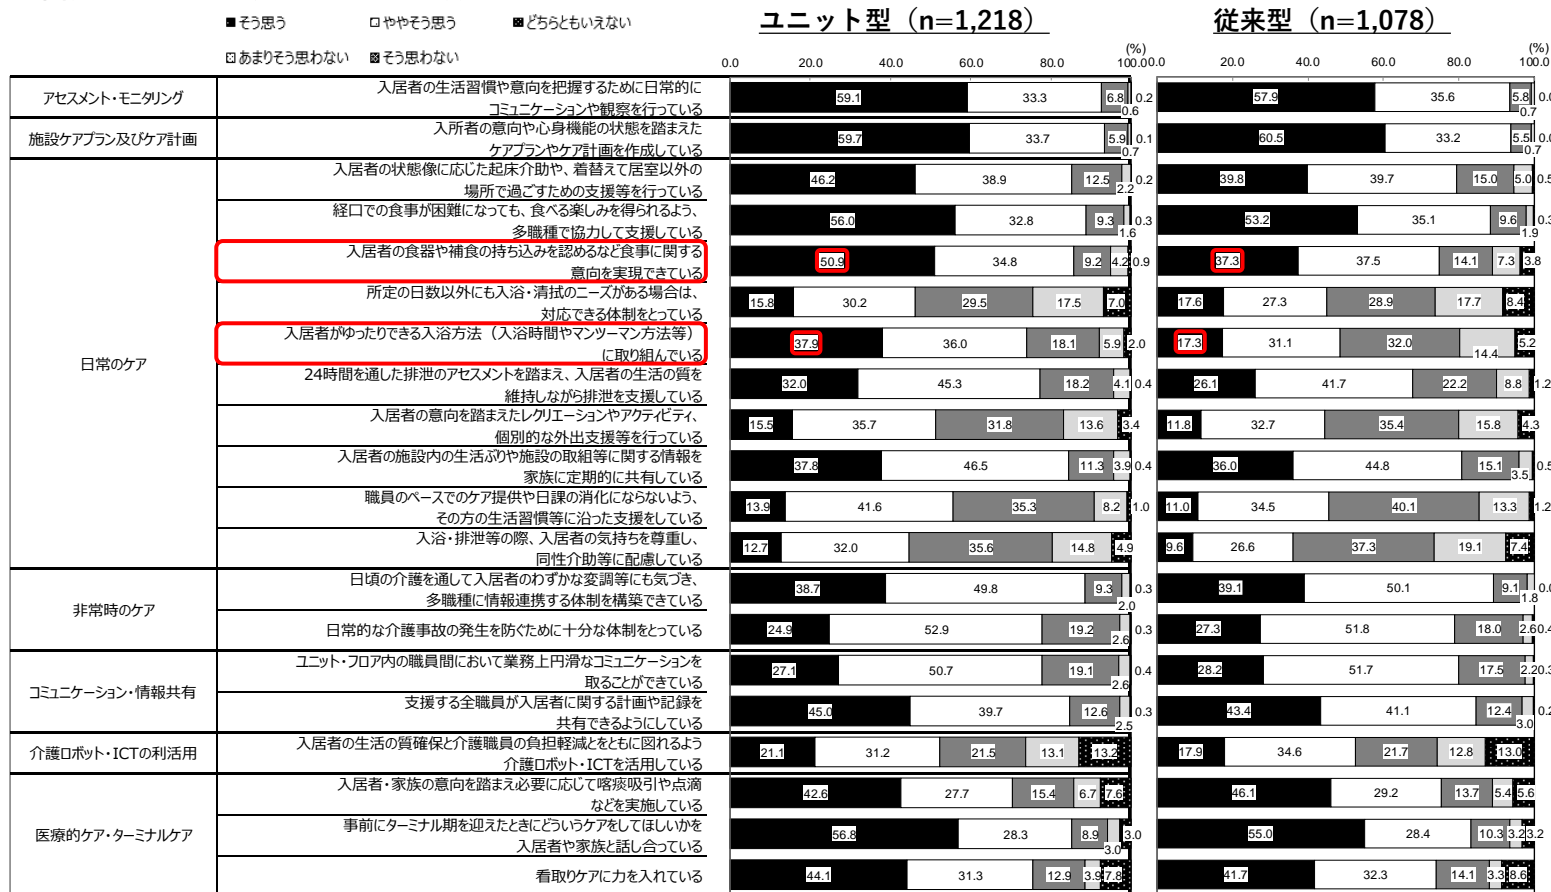 ■そう思う □ややそう思う ■どちらともいえない
□あまりそう思わない ■そう思わない
ユニット型（n=1,218） 従来型（n=1,078）
(%) (%)
0.0 20.0 40.0 60.0 80.0 100.0 0.0 20.0 40.0 60.0 80.0 100.0
アセスメント・モニタリング
入居者の生活習慣や意向を把握するために日常的に
コミュニケーションや観察を行っている
59.1 33.3 6.8 0.6 0.2 57.9 35.6 5.8 0.7 0.0
施設ケアプラン及びケア計画
入所者の意向や心身機能の状態を踏まえた
ケアプランやケア計画を作成している
59.7 33.7 5.9 0.7 0.1 60.5 33.2 5.5 0.7 0.0
日常のケア
入居者の状態像に応じた起床介助や、着替えて居室以外の
場所で過ごすための支援等を行っている
46.2 38.9 12.5 2.2 0.2 39.8 39.7 15.0 5.0 0.5
経口での食事が困難になっても、食べる楽しみを得られるよう、
多職種で協力して支援している
56.0 32.8 9.3 1.6 0.3 53.2 35.1 9.6 1.9 0.3
入居者の食器や補食の持ち込みを認めるなど食事に関する
意向を実現できている
50.9 34.8 9.2 4.2 0.9 37.3 37.5 14.1 7.3 3.8
所定の日数以外にも入浴・清拭のニーズがある場合は、
対応できる体制をとっている
15.8 30.2 29.5 17.5 7.0 17.6 27.3 28.9 17.7 8.4
入居者がゆったりできる入浴方法（入浴時間やマンツーマン方法等）
に取り組んでいる
37.9 36.0 18.1 5.9 2.0 17.3 31.1 32.0 14.4 5.2
24時間を通した排泄のアセスメントを踏まえ、入居者の生活の質を
維持しながら排泄を支援している
32.0 45.3 18.2 4.1 0.4 26.1 41.7 22.2 8.8 1.2
入居者の意向を踏まえたレクリエーションやアクティビティ、
個別的な外出支援等を行っている
15.5 35.7 31.8 13.6 3.4 11.8 32.7 35.4 15.8 4.3
入居者の施設内の生活ぶりや施設の取組等に関する情報を
家族に定期的に共有している
37.8 46.5 11.3 3.9 0.4 36.0 44.8 15.1 3.5 0.5
職員のペースでのケア提供や日課の消化にならないよう、
その方の生活習慣等に沿った支援をしている
13.9 41.6 35.3 8.2 1.0 11.0 34.5 40.1 13.3 1.2
入浴・排泄等の際、入居者の気持ちを尊重し、
同性介助等に配慮している
12.7 32.0 35.6 14.8 4.9 9.6 26.6 37.3 19.1 7.4
非常時のケア
日頃の介護を通して入居者のわずかな変調等にも気づき、
多職種に情報連携する体制を構築できている
38.7 49.8 9.3 2.0 0.3 39.1 50.1 9.1 1.8 0.0
日常的な介護事故の発生を防ぐために十分な体制をとっている
24.9 52.9 19.2 2.6 0.3 27.3 51.8 18.0 2.6 0.4
コミュニケーション・情報共有
ユニット・フロア内の職員間において業務上円滑なコミュニケーションを
取ることができている
27.1 50.7 19.1 2.6 0.4 28.2 51.7 17.5 2.2 0.3
支援する全職員が入居者に関する計画や記録を
共有できるようにしている
45.0 39.7 12.6 2.5 0.3 43.4 41.1 12.4 3.0 0.2
介護ロボット・ICTの利活用
入居者の生活の質確保と介護職員の負担軽減とをともに図れるよう
介護ロボット・ICTを活用している
21.1 31.2 21.5 13.1 13.2 17.9 34.6 21.7 12.8 13.0
医療的ケア・ターミナルケア
入居者・家族の意向を踏まえ必要に応じて喀痰吸引や点滴
などを実施している
42.6 27.7 15.4 6.7 7.6 46.1 29.2 13.7 5.4 5.6
事前にターミナル期を迎えたときにどういうケアをしてほしいかを
入居者や家族と話し合っている
56.8 28.3 8.9 3.0 3.0 55.0 28.4 10.3 3.2 3.2
看取りケアに力を入れている
44.1 31.3 12.9 3.9 7.8 41.7 32.3 14.1 3.3 8.6